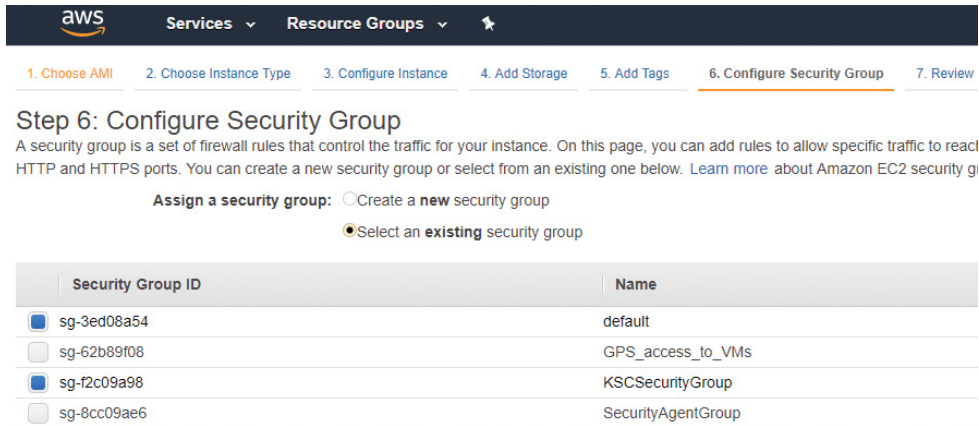 aws Services Resource Groups
1. Choose AMI 2. Choose Instance Type 3. Configure Instance 4. Add Storage 5. Add Tags 6. Configure Security Group 7. Review
Step 6: Configure Security Group
A security group is a set of firewall rules that control the traffic for your instance. On this page, you can add rules to allow specific traffic to reach
HTTP and HTTPS ports. You can create a new security group or select from an existing one below. Learn more about Amazon EC2 security g
Assign a security group: Create a new security group
Select an existing security group
Security Group ID Name
sg-3ed08a54 default
sg-62b89f08 GPS_access_to_VMs
sg-f2c09a98 KSCSecurityGroup
sg-8cc09ae6 SecurityAgentGroup